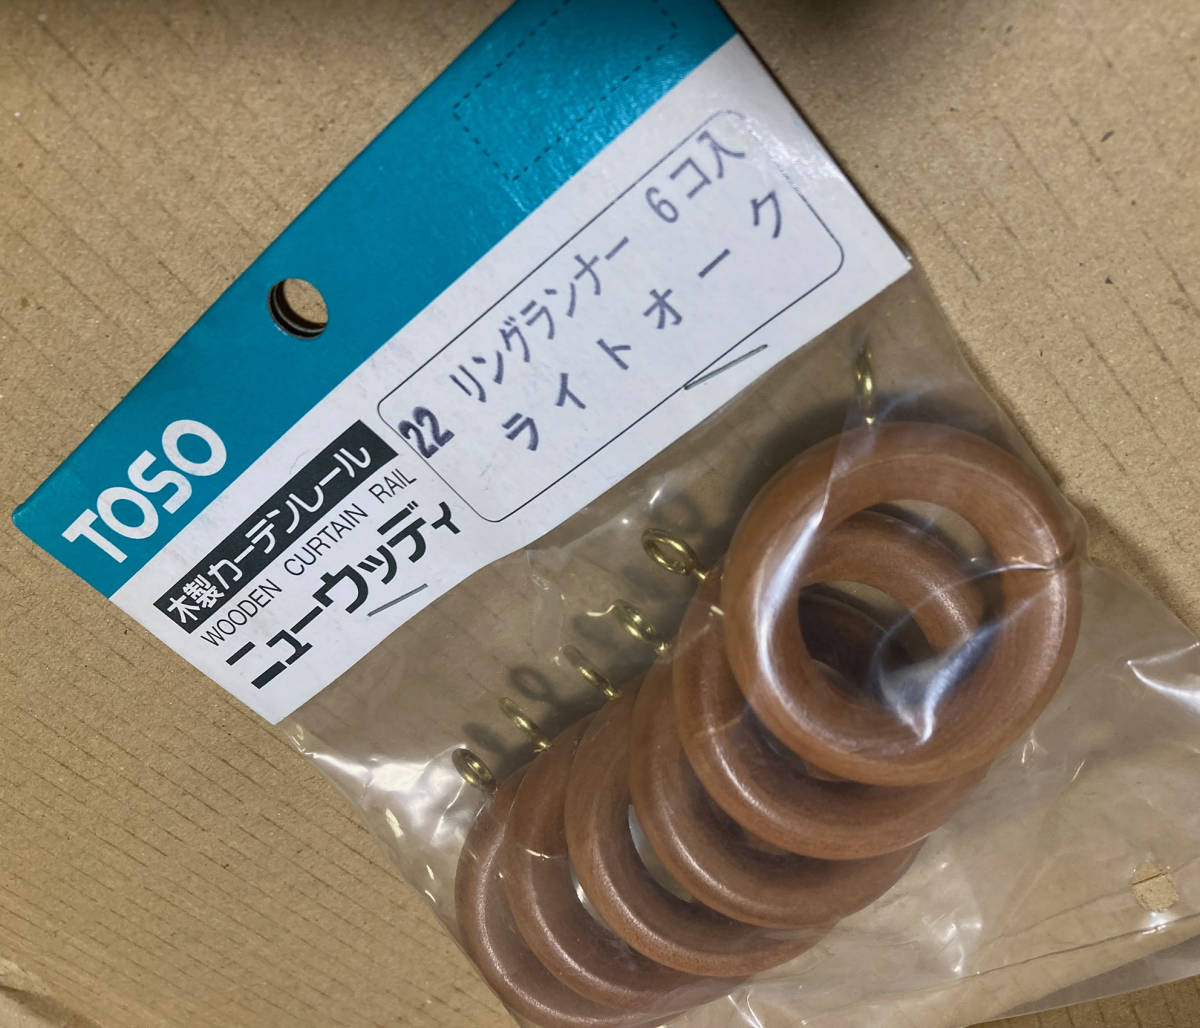 TOSO
木製カーテンレール
WOODEN CURTAIN RAIL
ニューウッディ
22 リングランナー 6コ入
ライトオーク